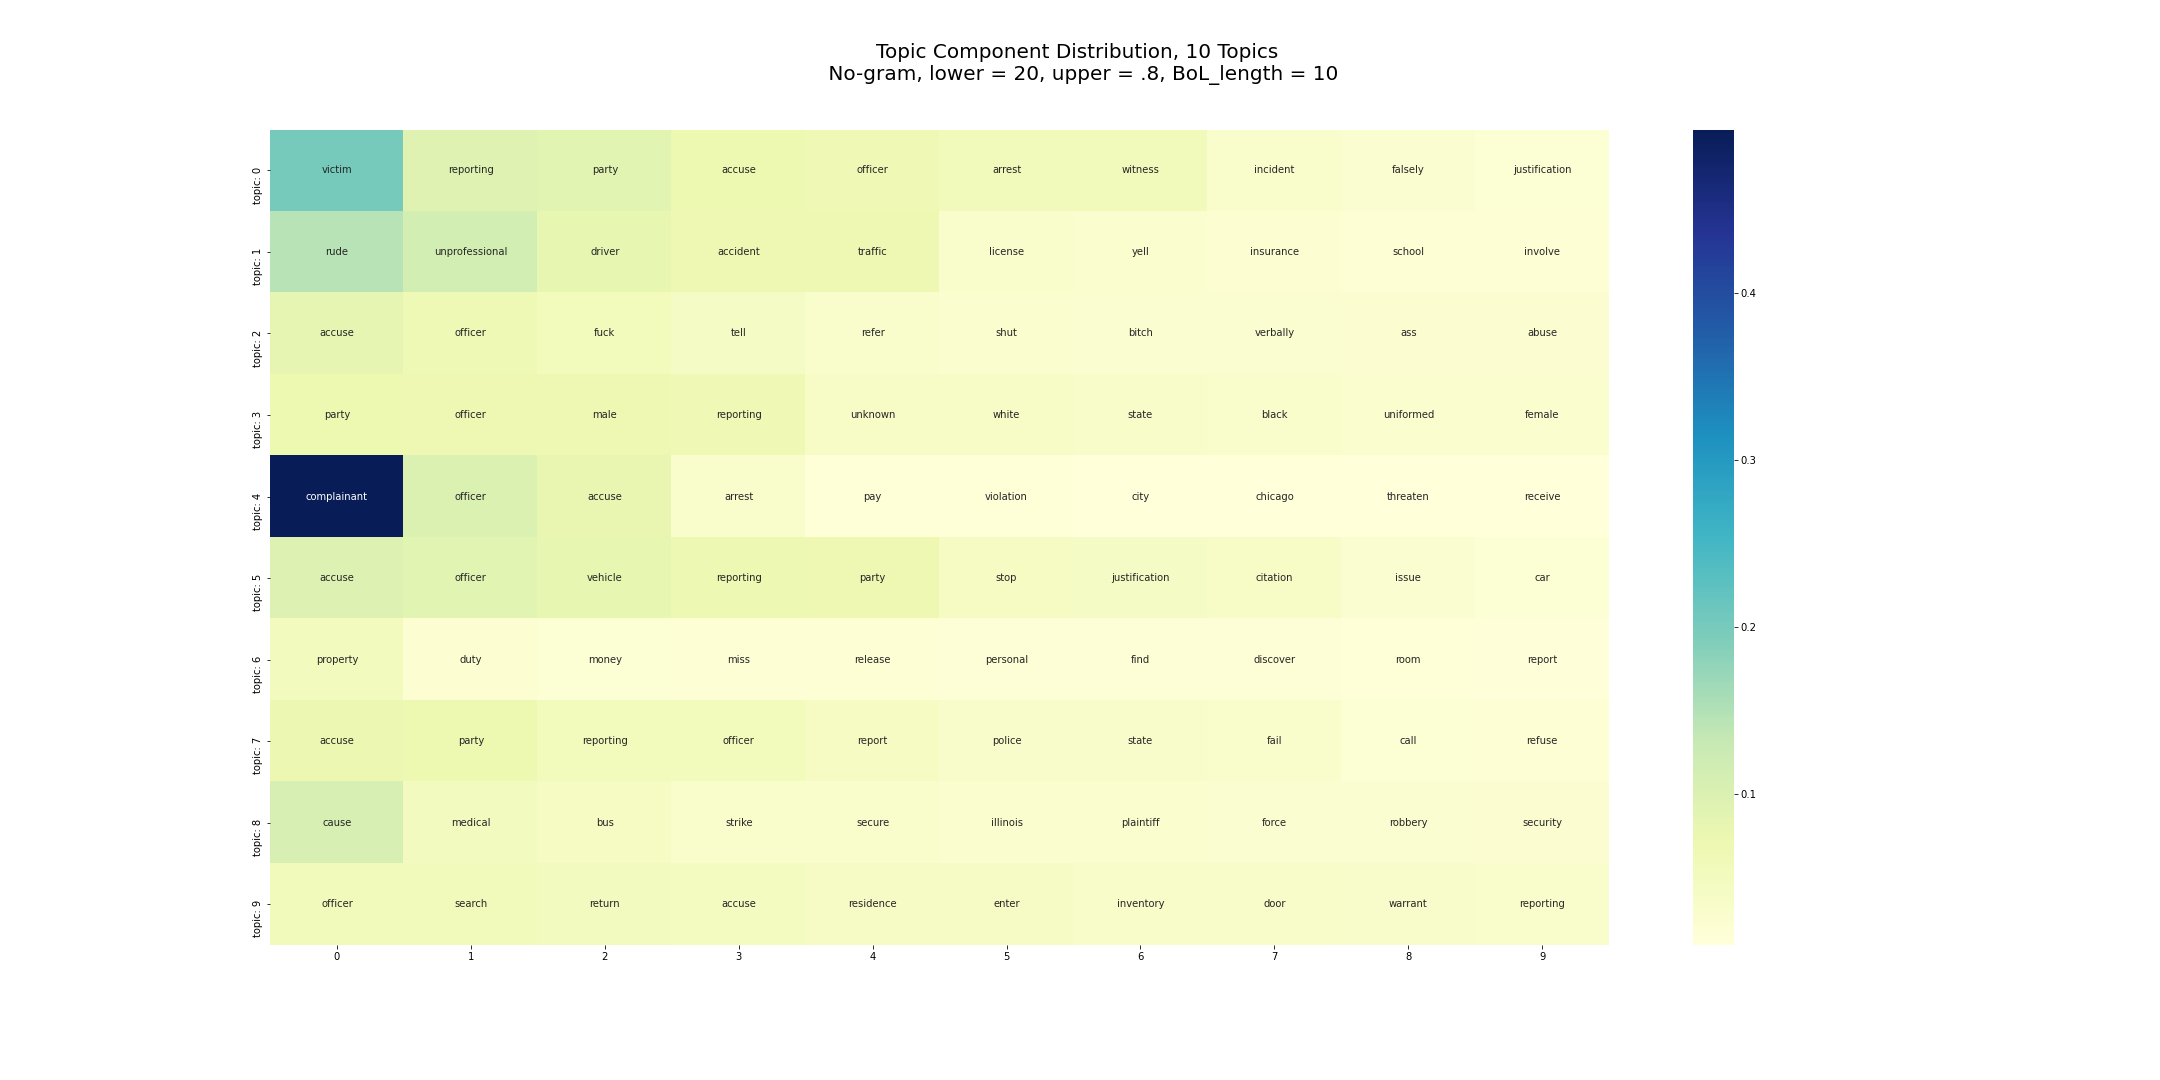 Topic Component Distribution, 10 Topics
No-gram, lower = 20, upper = .8, BoL_length = 10
topic: 0 victim reporting party accuse officer arrest witness incident falsely justification
topic: 1 rude unprofessional driver accident traffic license yell insurance school involve
topic: 2 accuse officer fuck tell refer shut bitch verbally ass abuse
topic: 3 party officer male reporting unknown white state black uniformed female
topic: 4 complainant officer accuse arrest pay violation city chicago threaten receive
topic: 5 accuse officer vehicle reporting party stop justification citation issue car
topic: 6 property duty money miss release personal find discover room report
topic: 7 accuse party reporting officer report police state fail call refuse
topic: 8 cause medical bus strike secure illinois plaintiff force robbery security
topic: 9 officer search return accuse residence enter inventory door warrant reporting
0 1 2 3 4 5 6 7 8 9
0.4
0.3
0.2
0.1